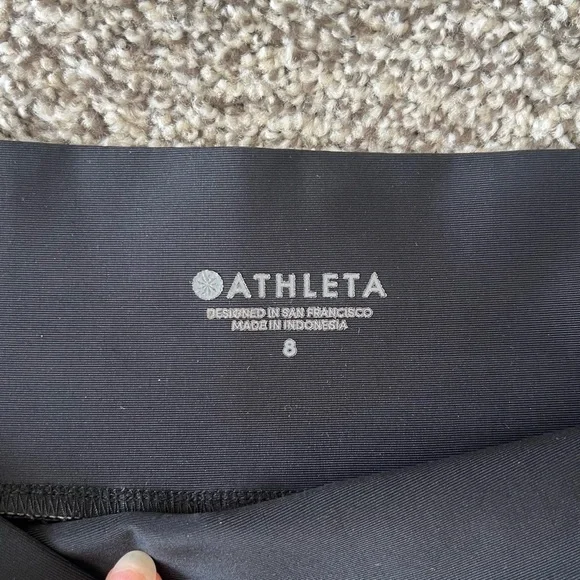 ATHLETA
DESIGNED IN SAN FRANCISCO
MADE IN INDONESIA
8